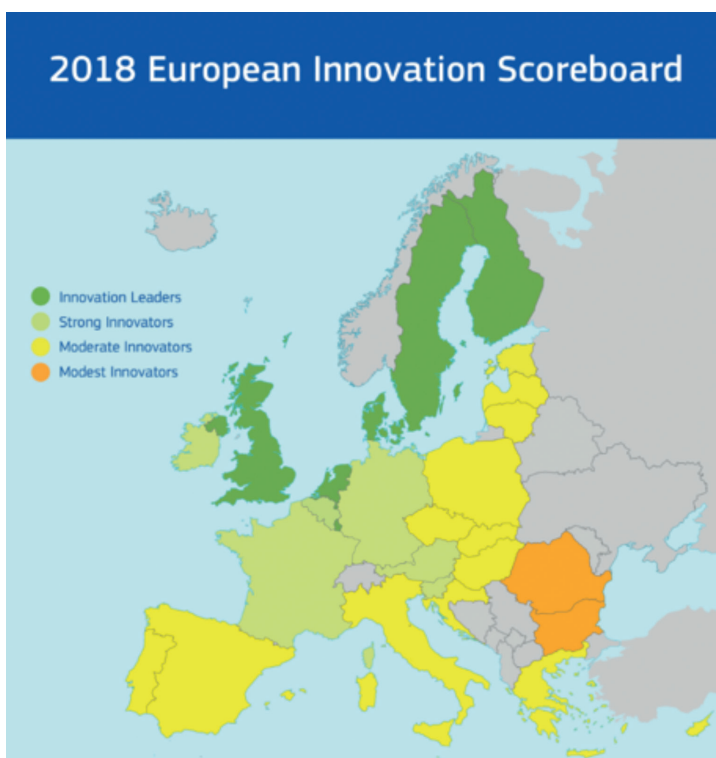 2018 European Innovation Scoreboard
Innovation Leaders
Strong Innovators
Moderate Innovators
Modest Innovators